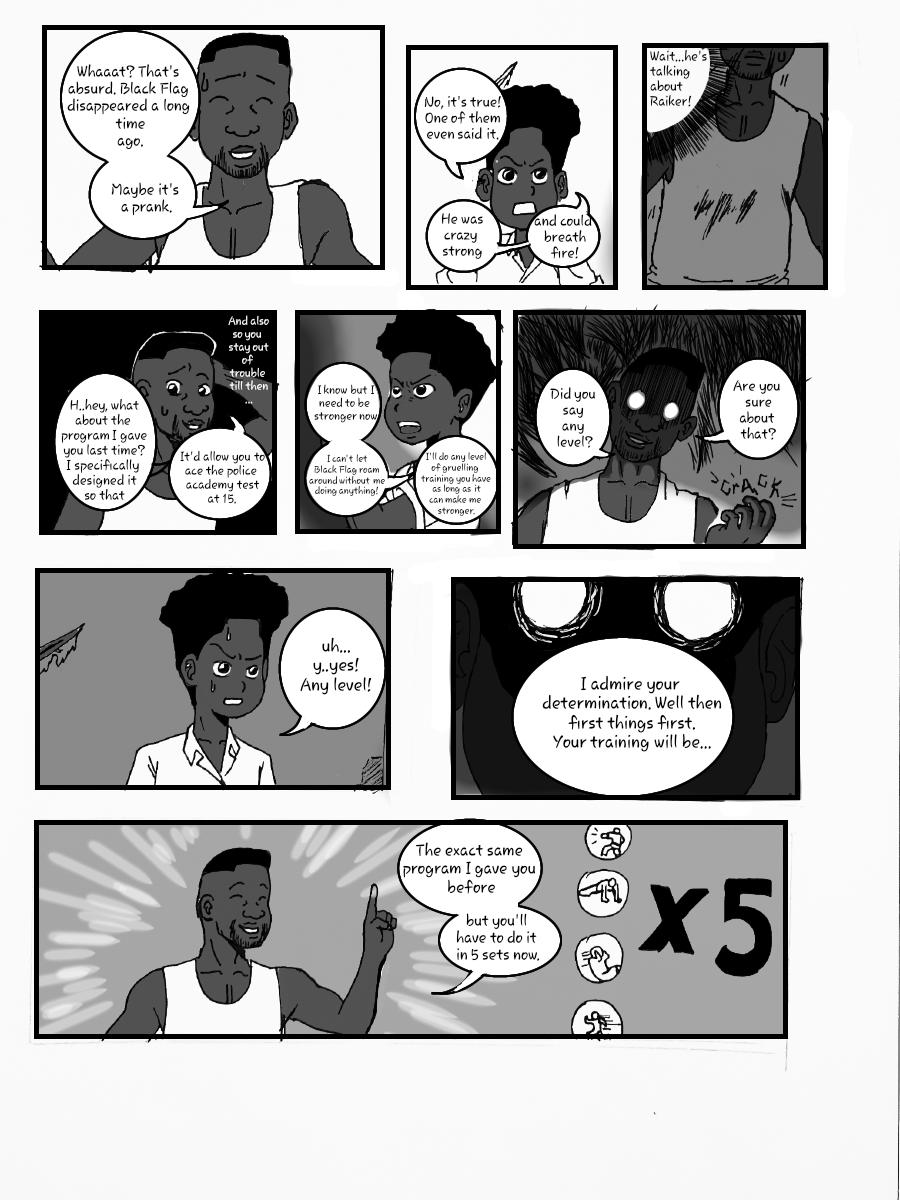 Whaaat? That's
absurd. Black Flag
disappeared a long
time
ago.
Maybe it's
a prank.
No, it's true!
One of them
even said it.
He was
crazy
strong
and could
breath
fire!
Wait...he's
talking
about
Raiker!
H..hey, what
about the
program I gave
you last time?
I specifically
designed it
so that
It'd allow you to
ace the police
academy test
at 15.
And also
so you
stay out
of
trouble
till then
...
I know but I
need to be
stronger now
I can't let
Black Flag roam
around without me
doing anything!
I'll do any level
of gruelling
training you have
as long as it
can make me
stronger.
Did you
say
any
level?
Are you
sure
about
that?
CrACK
uh...
y..yes!
Any level!
I admire your
determination. Well then
first things first.
Your training will be...
The exact same
program I gave you
before
but you'll
have to do it
in 5 sets now.
x5